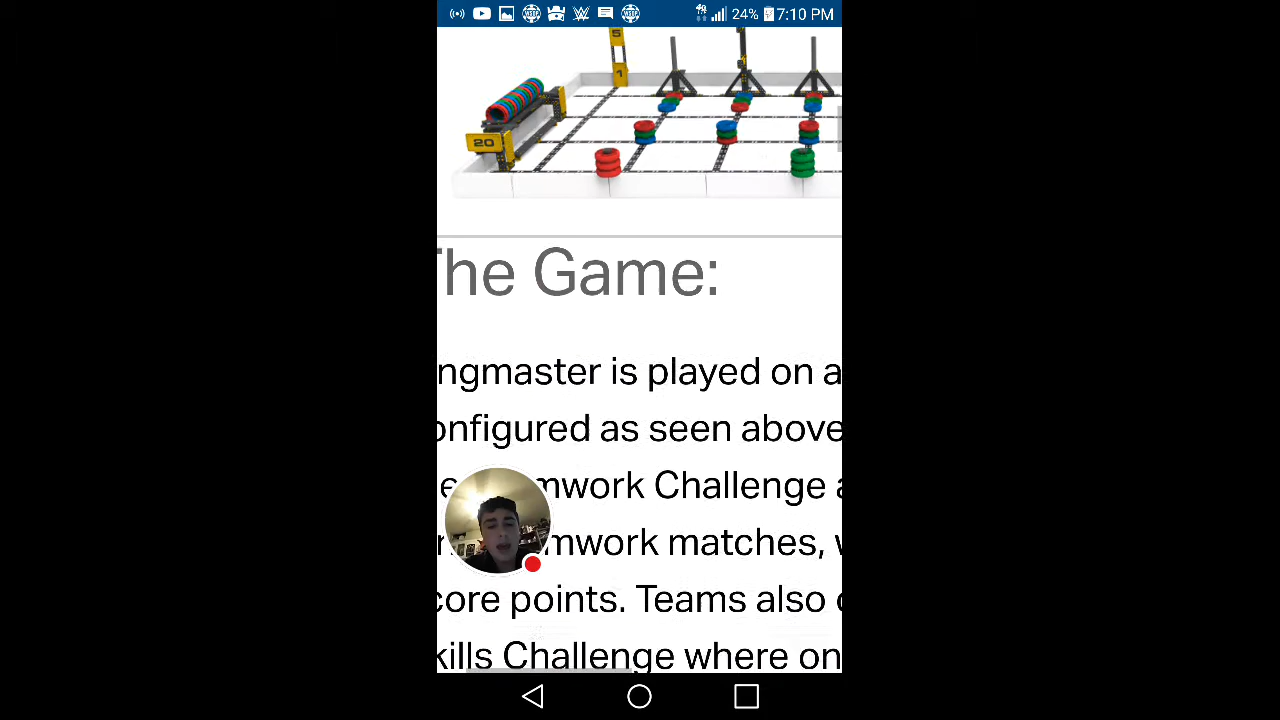 24% 7:10 PM
5
1
20
The Game:
ngmaster is played on a
onfigured as seen above
mwork Challenge a
mwork matches, w
core points. Teams also
kills Challenge where on